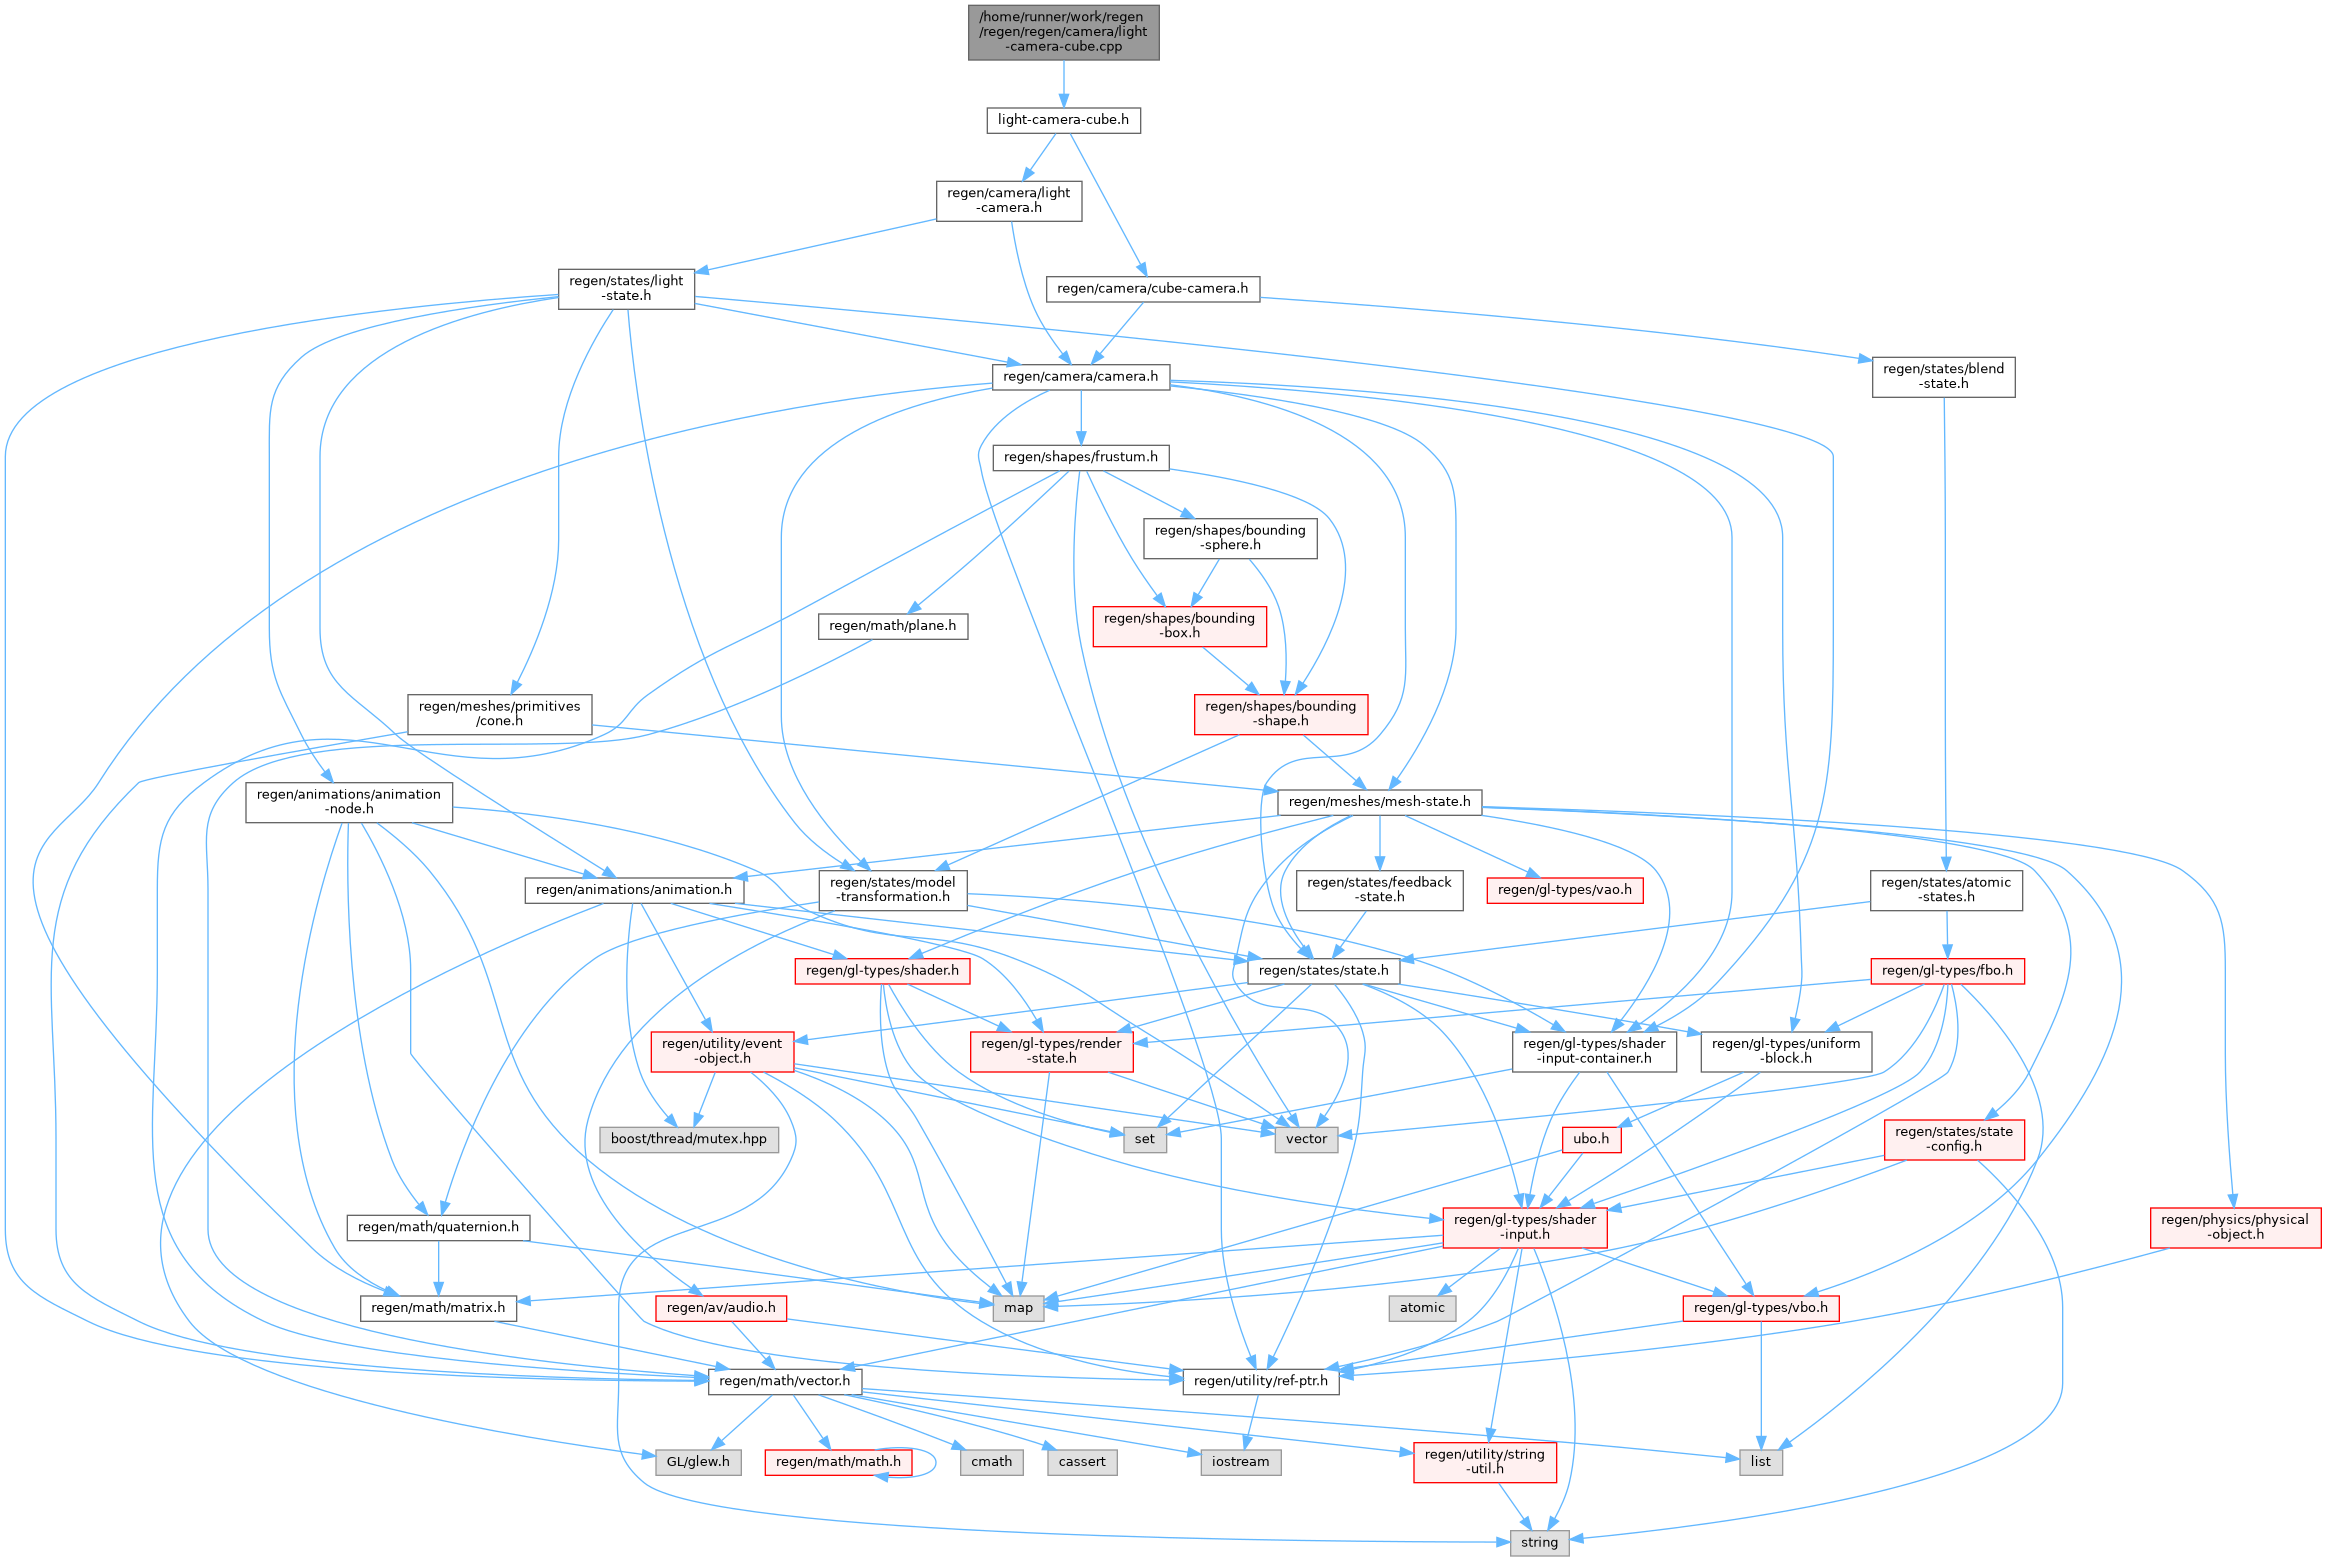 /home/runner/work/regen
/regen/regen/camera/light
-camera-cube.cpp
light-camera-cube.h
regen/camera/light
-camera.h
regen/states/light
-state.h
regen/camera/cube-camera.h
regen/camera/camera.h
regen/states/blend
-state.h
regen/shapes/frustum.h
regen/shapes/bounding
-sphere.h
regen/math/plane.h
regen/shapes/bounding
-box.h
regen/meshes/primitives
/cone.h
regen/shapes/bounding
-shape.h
regen/animations/animation
-node.h
regen/meshes/mesh-state.h
regen/animations/animation.h
regen/states/model
-transformation.h
regen/states/feedback
-state.h
regen/gl-types/vao.h
regen/states/atomic
-states.h
regen/gl-types/shader.h
regen/states/state.h
regen/gl-types/fbo.h
regen/utility/event
-object.h
regen/gl-types/render
-state.h
regen/gl-types/shader
-input-container.h
regen/gl-types/uniform
-block.h
boost/thread/mutex.hpp
set
vector
ubo.h
regen/states/state
-config.h
regen/math/quaternion.h
regen/gl-types/shader
-input.h
regen/physics/physical
-object.h
regen/math/matrix.h
regen/av/audio.h
map
atomic
regen/gl-types/vbo.h
regen/math/vector.h
regen/utility/ref-ptr.h
GL/glew.h
regen/math/math.h
cmath
cassert
iostream
regen/utility/string
-util.h
list
string